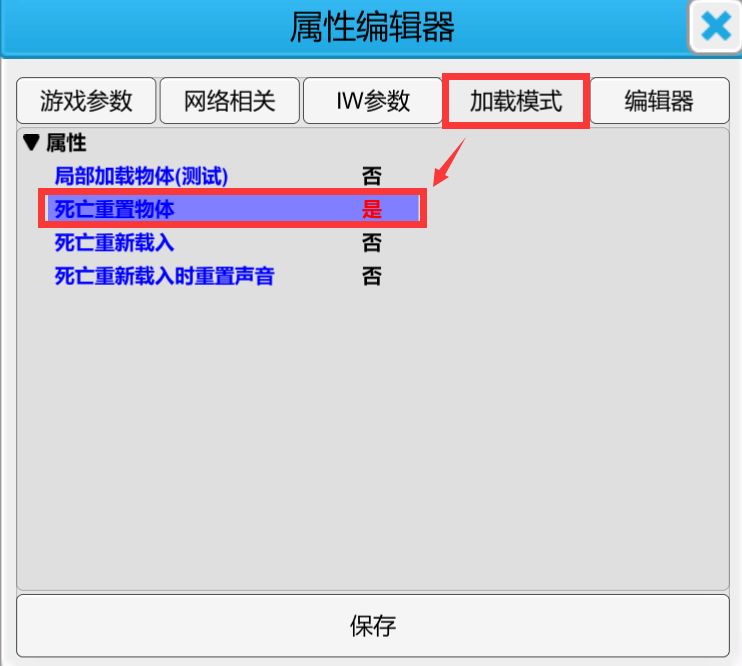 属性编辑器
游戏参数 网络相关 IW参数 加载模式 编辑器
属性
局部加载物体(测试) 否
死亡重置物体 是
死亡重新载入 否
死亡重新载入时重置声音 否
保存